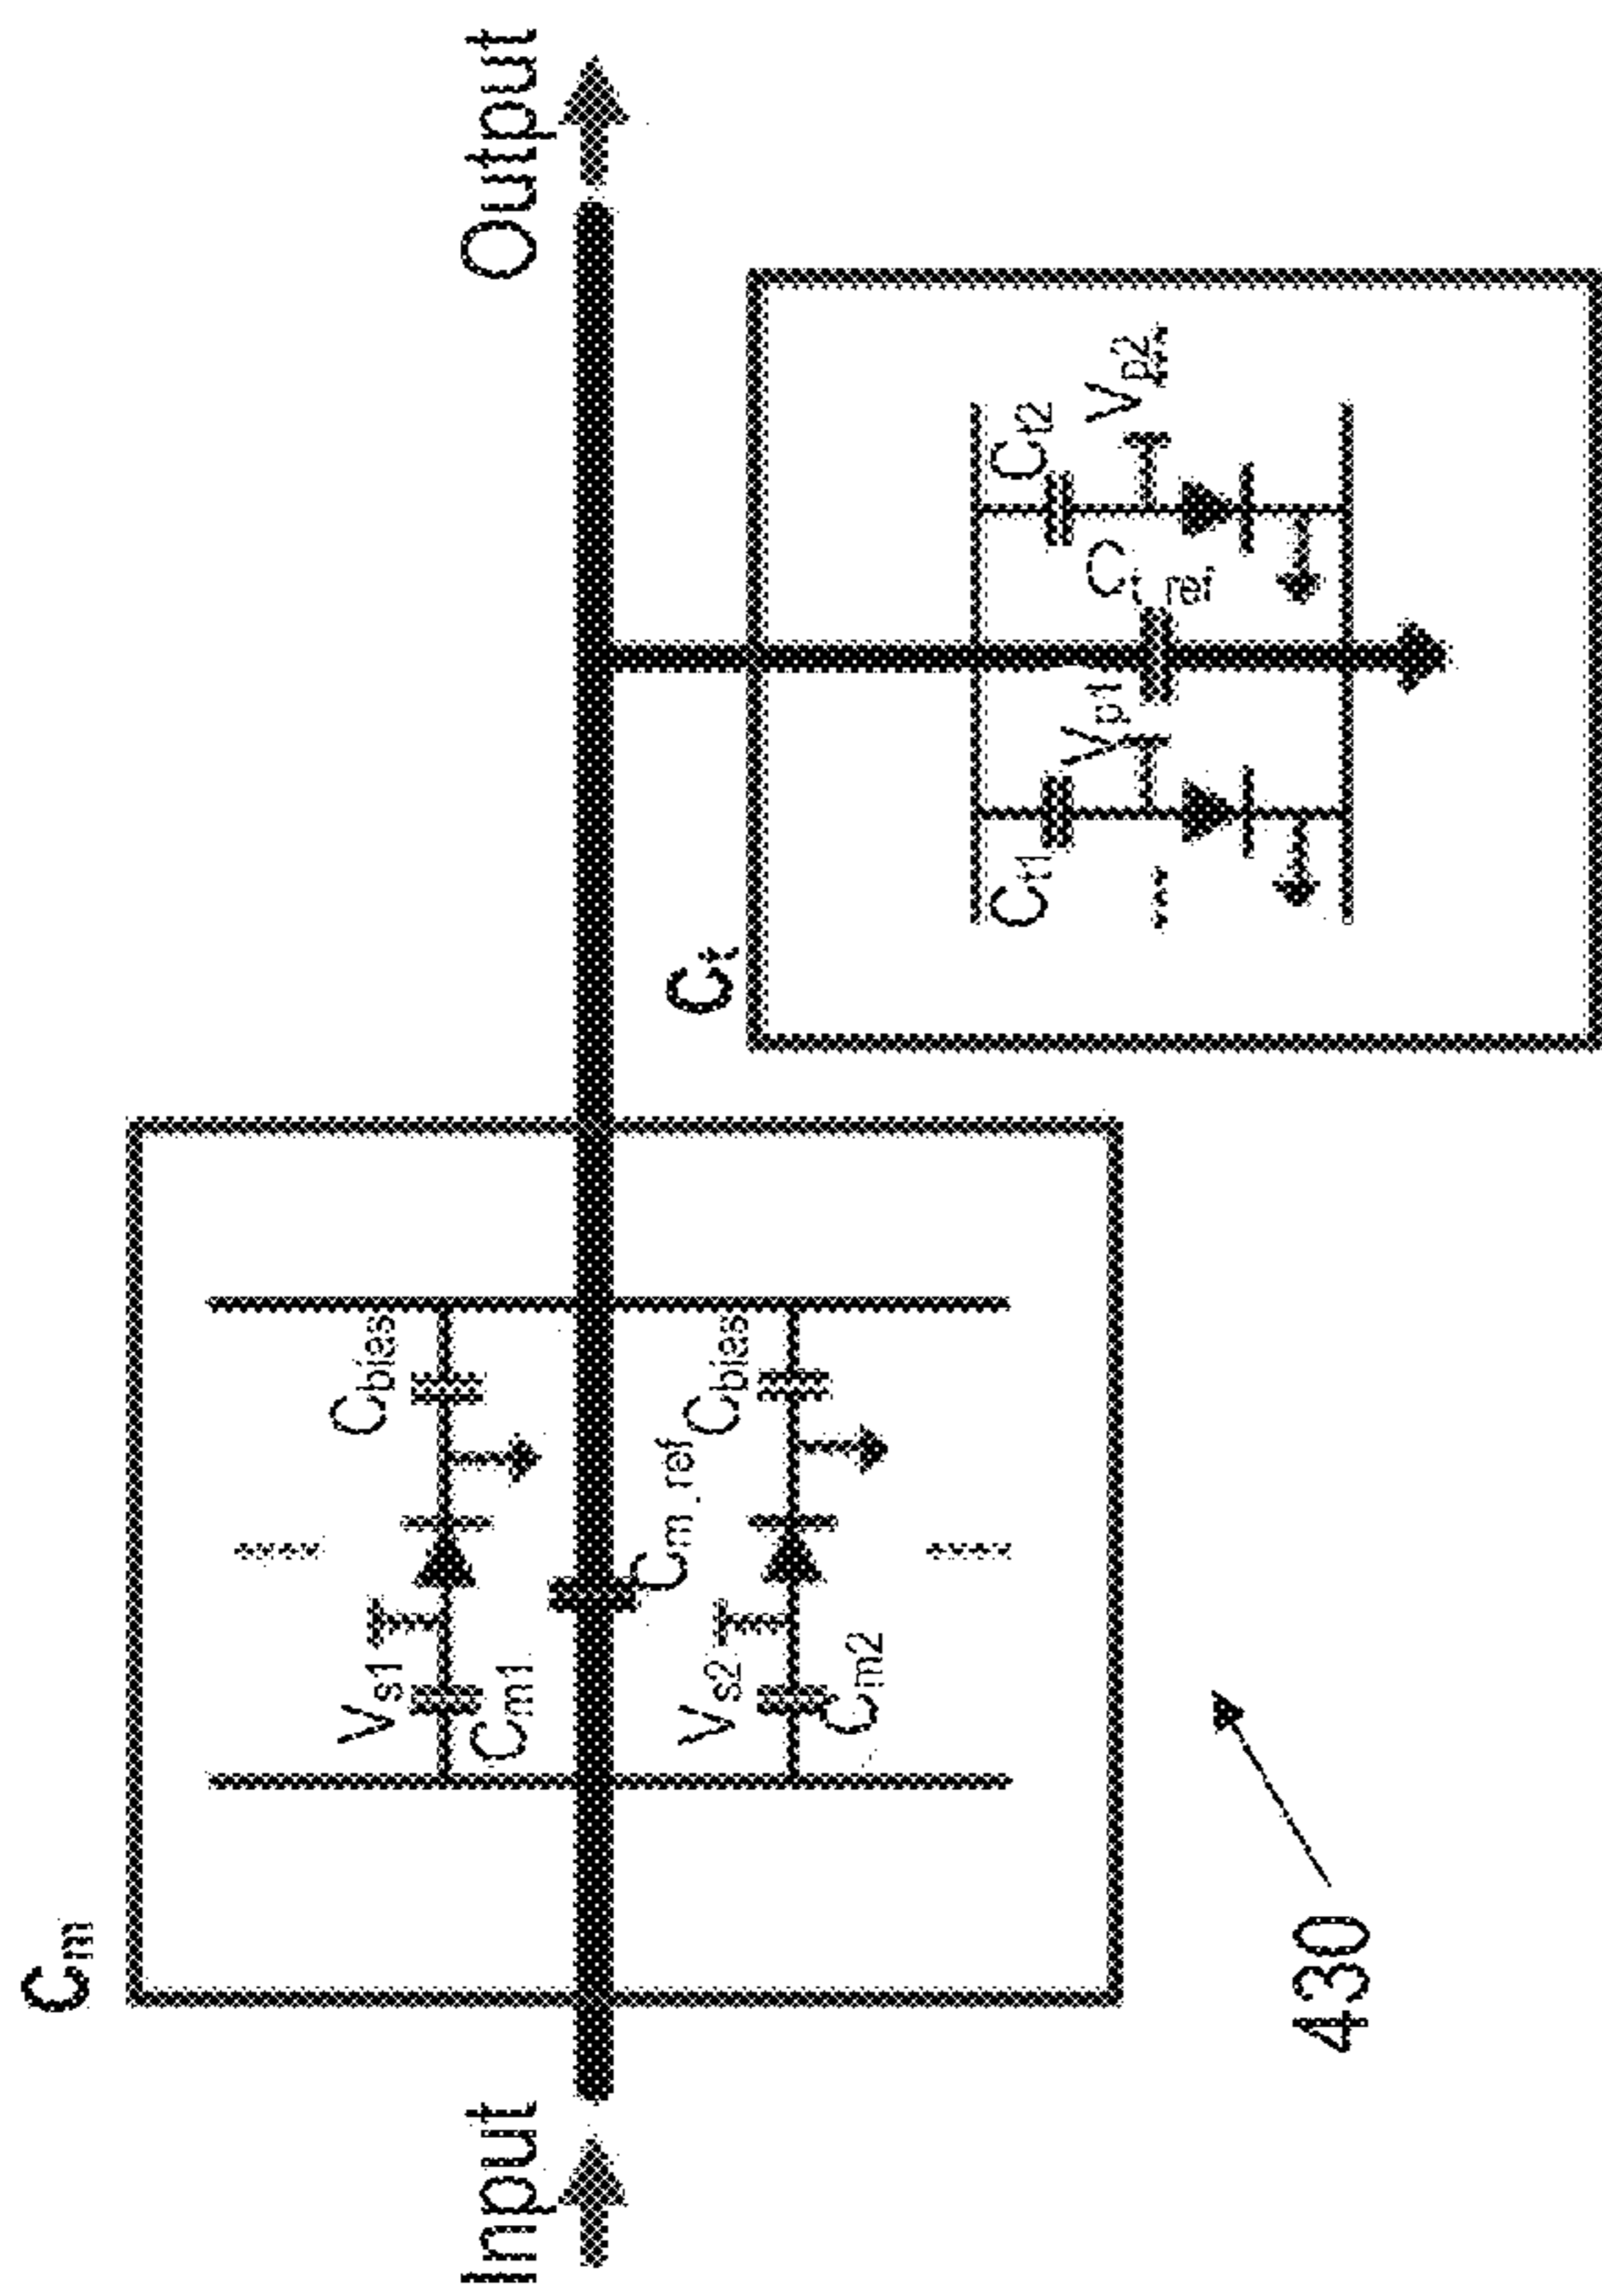 Cm
Input
Output
Vs1
Cm1
Cbias
Cm_ref
Vs2
Cm2
Cbias
Ct
Ct1
Vp1
Ct_ref
Ct2
Vp2
430